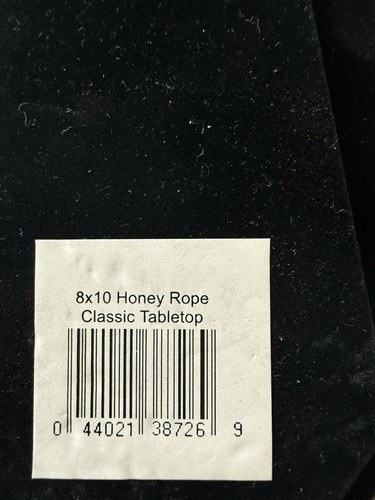 8x10 Honey Rope
Classic Tabletop
0 44021 38726 9